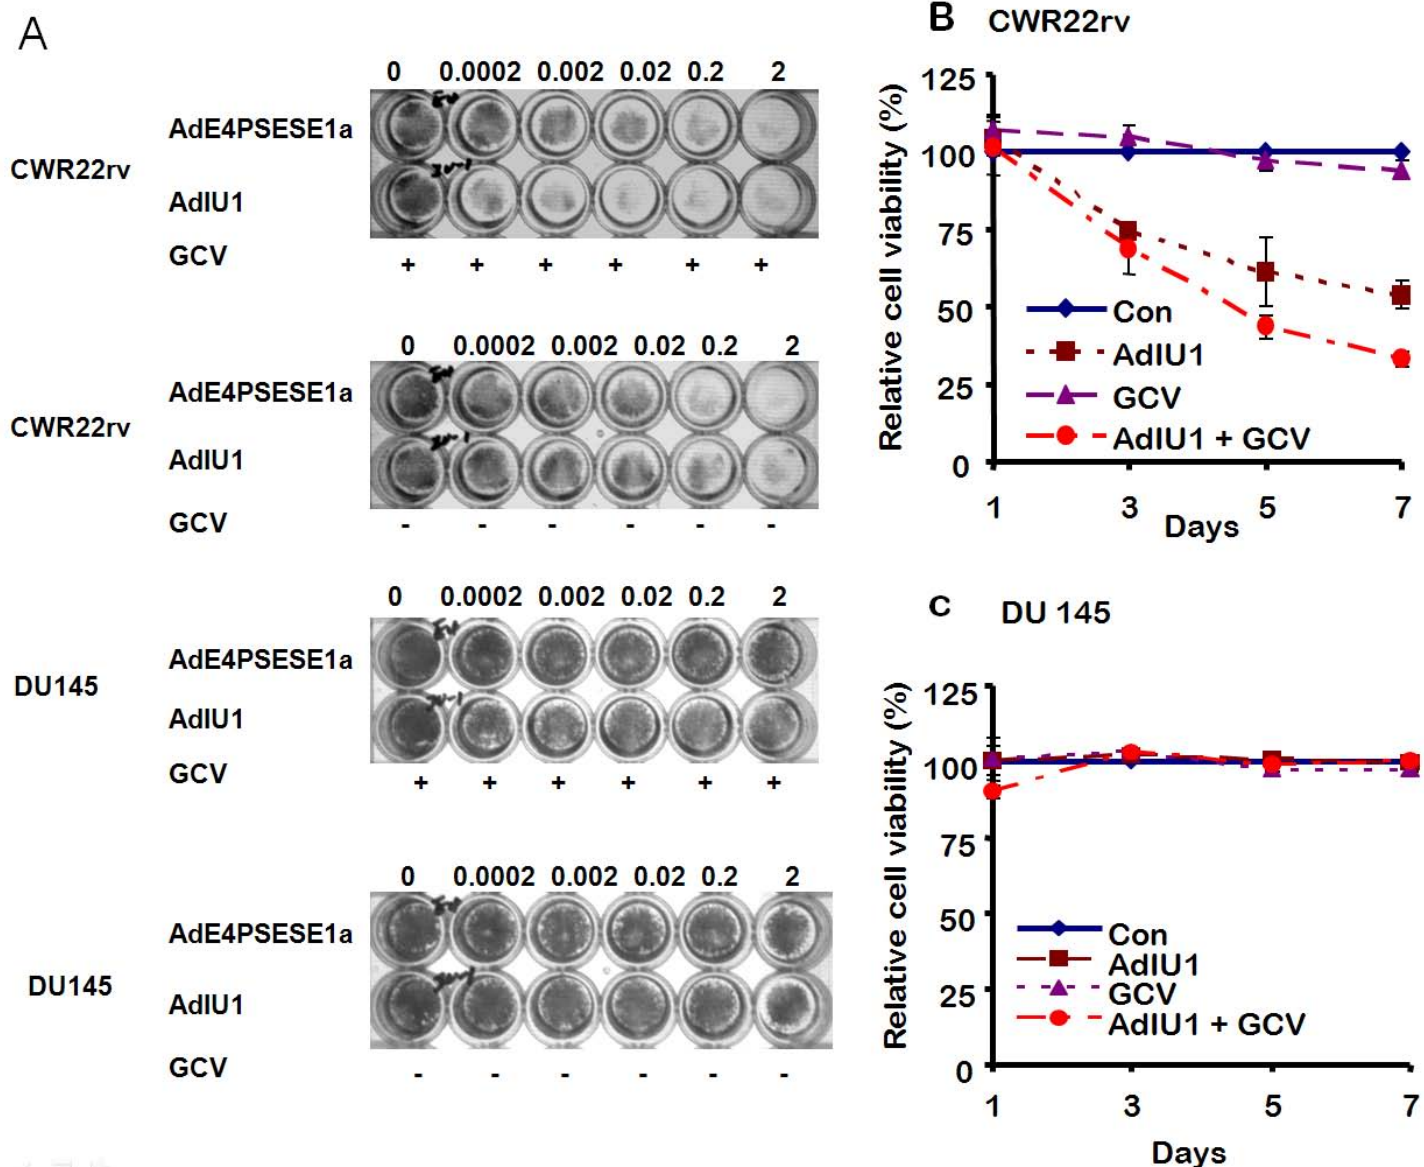 A
0 0.0002 0.002 0.02 0.2 2
AdE4PSESE1a
CWR22rv
AdIU1
GCV
+ + + + + +
0 0.0002 0.002 0.02 0.2 2
AdE4PSESE1a
CWR22rv
AdIU1
GCV
- - - - - -
0 0.0002 0.002 0.02 0.2 2
AdE4PSESE1a
DU145
AdIU1
GCV
+ + + + + +
0 0.0002 0.002 0.02 0.2 2
AdE4PSESE1a
DU145
AdIU1
GCV
- - - - - -
B CWR22rv
Relative cell viability (%)
125
100
75
50
25
0
Con
AdIU1
GCV
AdIU1 + GCV
1 3 5 7
Days
C DU 145
Relative cell viability (%)
125
100
75
50
25
0
Con
AdIU1
GCV
AdIU1 + GCV
1 3 5 7
Days